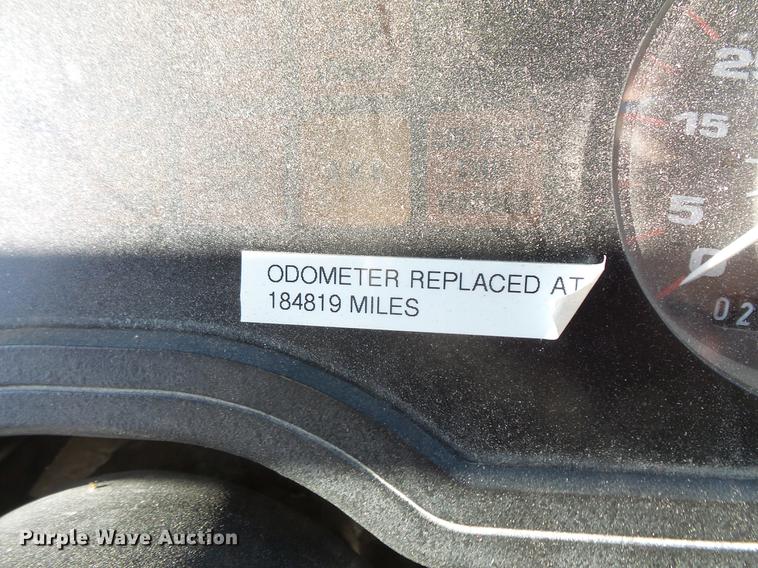 25
15
5
0
02
ODOMETER REPLACED AT
184819 MILES
Purple Wave Auction